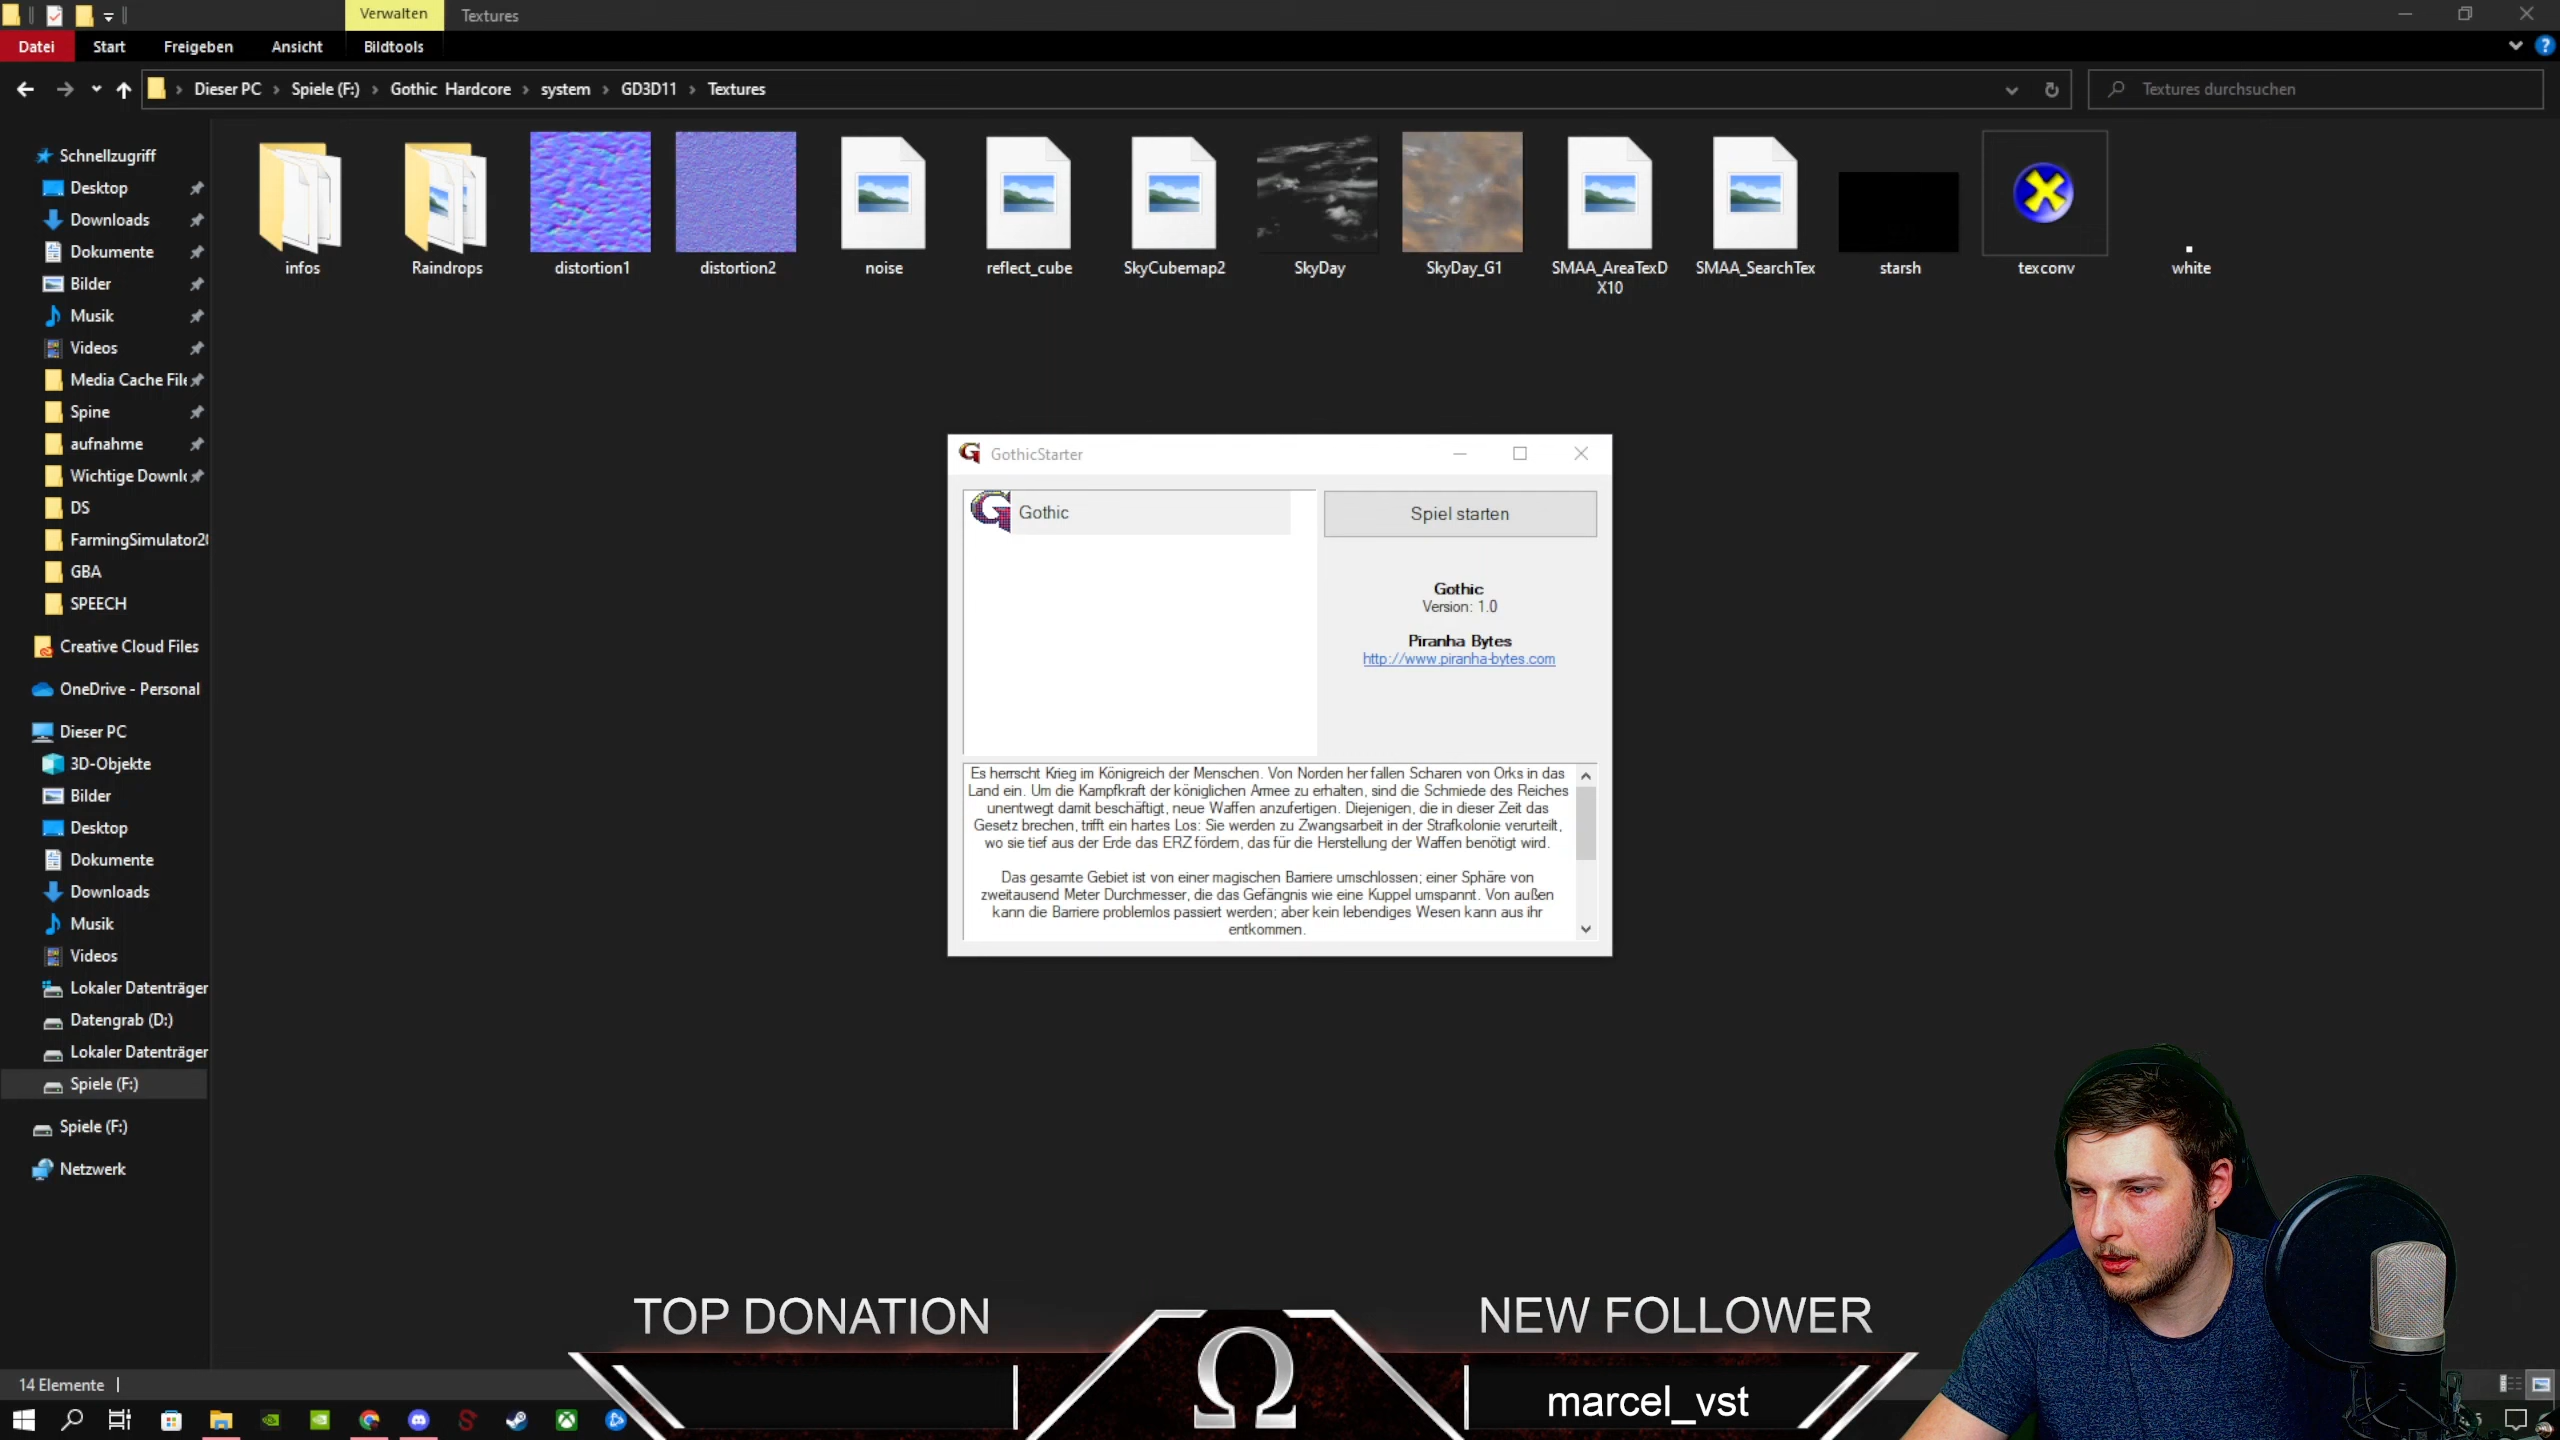 Verwalten
Textures
Datei
Start
Freigeben
Ansicht
Bildtools
Dieser PC
Spiele (F:)
Gothic Hardcore
system
GD3D11
Textures
Textures durchsuchen
Schnellzugriff
Desktop
Downloads
Dokumente
Bilder
Musik
Videos
Media Cache File
Spine
aufnahme
Wichtige Downlo
DS
FarmingSimulator20
GBA
SPEECH
Creative Cloud Files
OneDrive - Personal
Dieser PC
3D-Objekte
Bilder
Desktop
Dokumente
Downloads
Musik
Videos
Lokaler Datenträger
Datengrab (D:)
Lokaler Datenträger
Spiele (F:)
Spiele (F:)
Netzwerk
14 Elemente
infos
Raindrops
distortion1
distortion2
noise
reflect_cube
SkyCubemap2
SkyDay
SkyDay_G1
SMAA_AreaTexD
X10
SMAA_SearchTex
starsh
texconv
white
GothicStarter
Gothic
Spiel starten
Gothic
Version: 1.0
Piranha Bytes
http://www.piranha-bytes.com
Es herrscht Krieg im Königreich der Menschen. Von Norden her fallen Scharen von Orks in das
Land ein. Um die Kampfkraft der königlichen Armee zu erhalten, sind die Schmiede des Reiches
unentwegt damit beschäftigt, neue Waffen anzufertigen. Diejenigen, die in dieser Zeit das
Gesetz brechen, trifft ein hartes Los: Sie werden zu Zwangsarbeit in der Strafkolonie verurteilt,
wo sie tief aus der Erde das ERZ fördern, das für die Herstellung der Waffen benötigt wird.
Das gesamte Gebiet ist von einer magischen Barriere umschlossen; einer Sphäre von
zweitausend Meter Durchmesser, die das Gefängnis wie eine Kuppel umspannt. Von außen
kann die Barriere problemlos passiert werden; aber kein lebendiges Wesen kann aus ihr
entkommen.
TOP DONATION
Ω
NEW FOLLOWER
marcel_vst